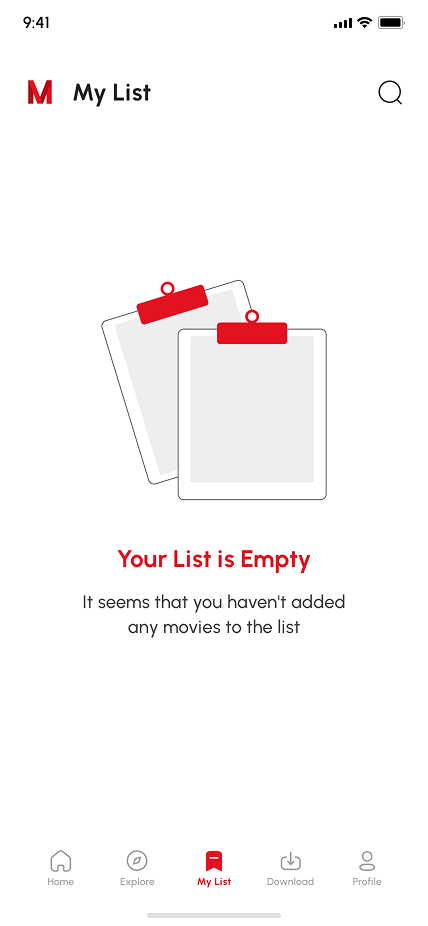 9:41
M My List
Your List is Empty
It seems that you haven't added
any movies to the list
Home Explore My List Download Profile